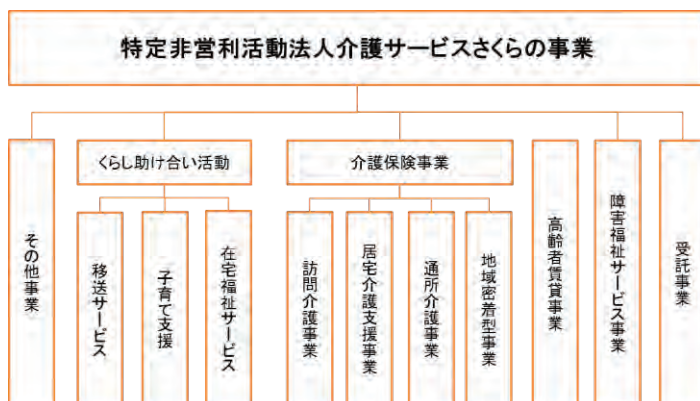 特定非営利活動法人介護サービスさくらの事業
その他事業
くらし助け合い活動
移送サービス
子育て支援
在宅福祉サービス
介護保険事業
訪問介護事業
居宅介護支援事業
通所介護事業
地域密着型事業
高齢者賃貸事業
障害福祉サービス事業
受託事業